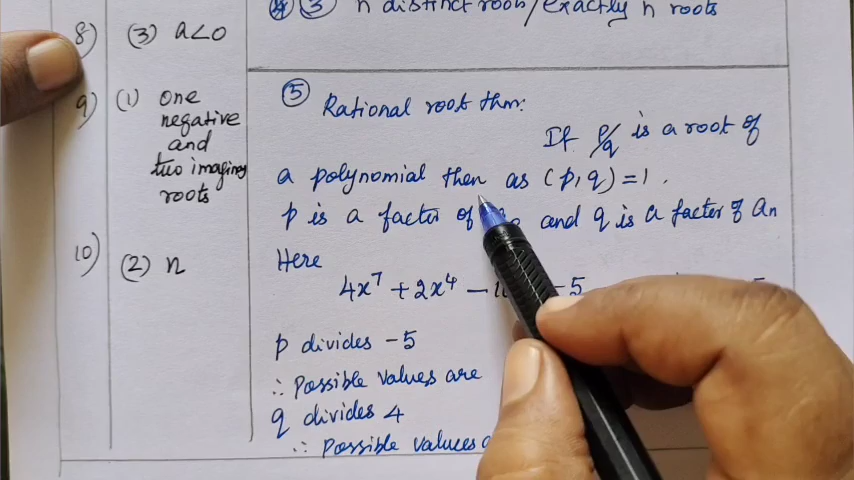 (3) n distinct roots/exactly n roots
8) (3) a<0
9) (1) one
negative
and
two imaginary
roots
10) (2) n
(5) Rational root thm:
If p/q is a root of
a polynomial then as (p,q)=1.
p is a factor of and q is a factor of an
Here
4x⁷ + 2x⁴ - -5
p divides -5
∴ Possible values are
q divides 4
∴ Possible values